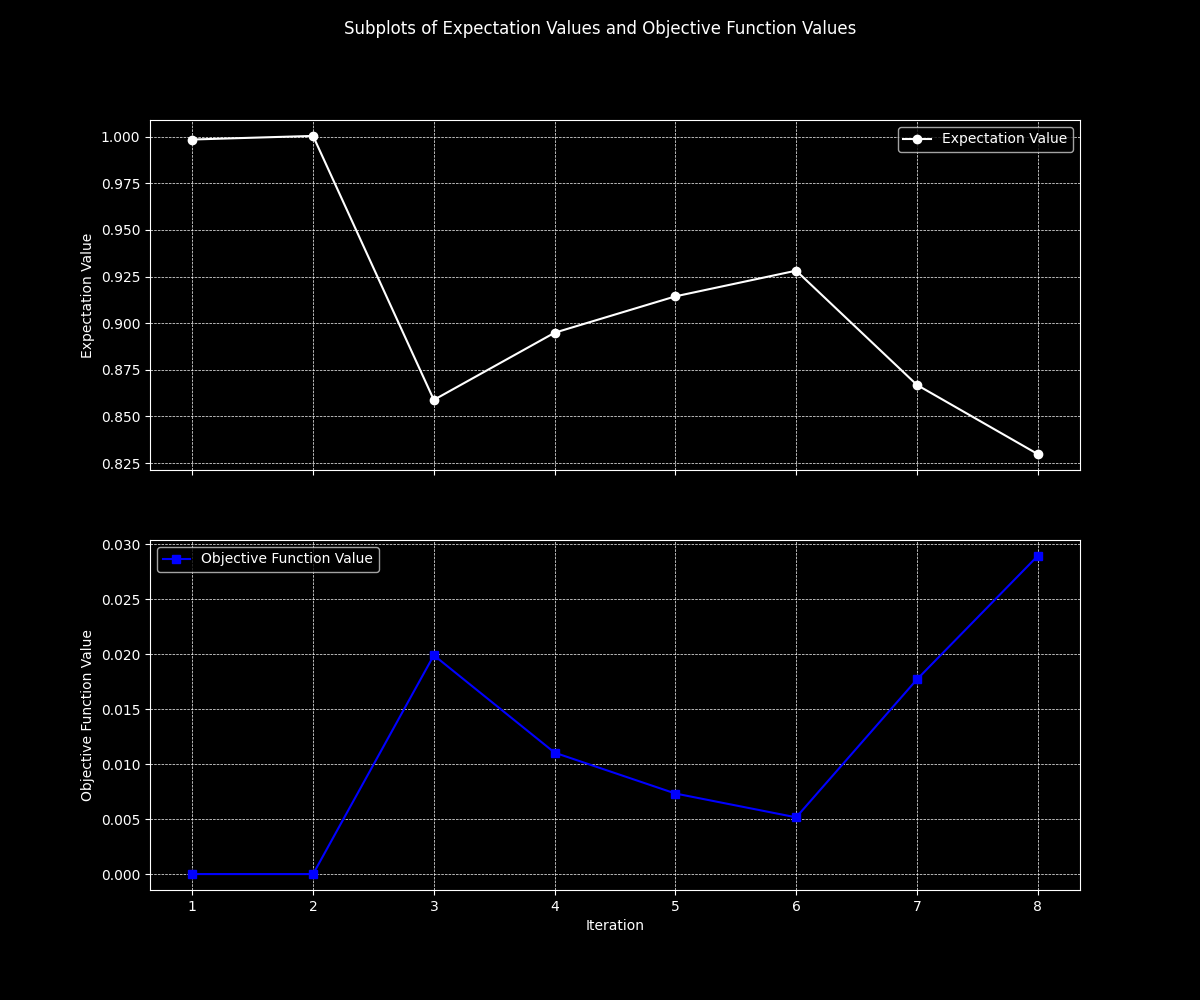 Subplots of Expectation Values and Objective Function Values
Expectation Value
1.000
0.975
0.950
0.925
0.900
0.875
0.850
0.825
Expectation Value
Objective Function Value
0.030
0.025
0.020
0.015
0.010
0.005
0.000
Objective Function Value
1 2 3 4 5 6 7 8
Iteration